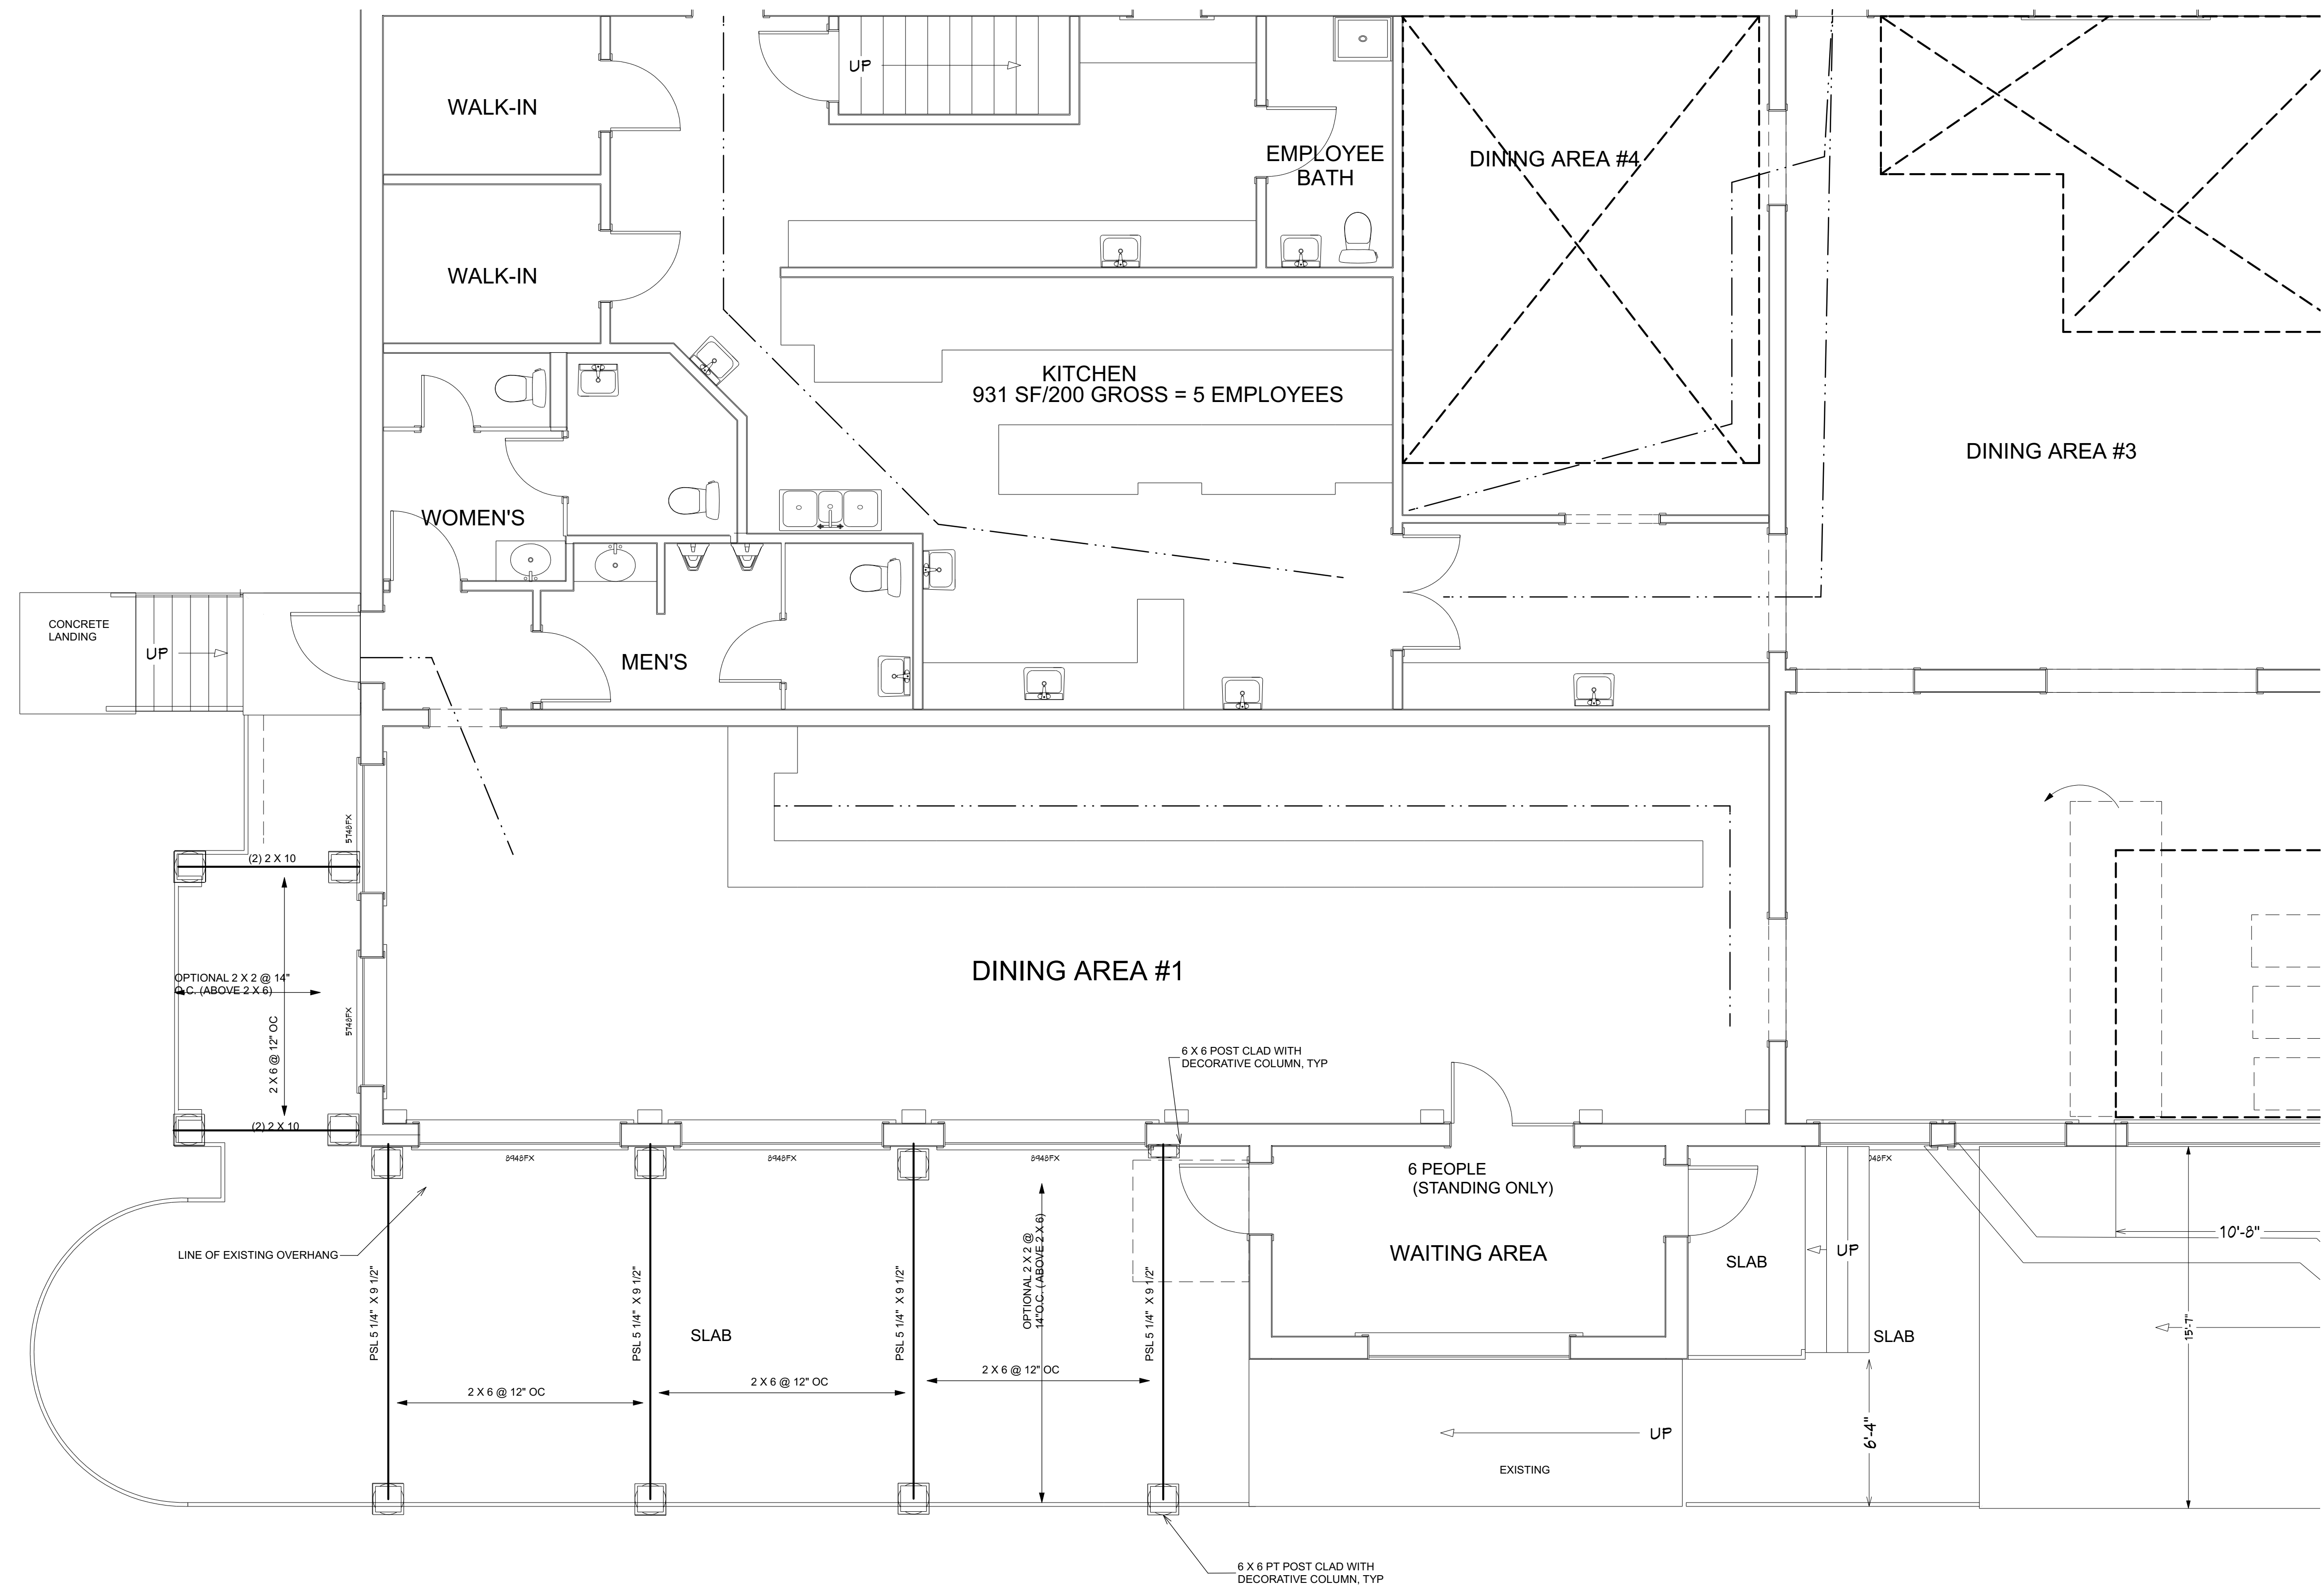 UP
WALK-IN
EMPLOYEE
BATH
DINING AREA #4
WALK-IN
KITCHEN
931 SF/200 GROSS = 5 EMPLOYEES
DINING AREA #3
WOMEN'S
CONCRETE
LANDING
UP
MEN'S
5748FX
(2) 2 X 10
OPTIONAL 2 X 2 @ 14"
O.C. (ABOVE 2 X 6)
2 X 6 @ 12" OC
5748FX
DINING AREA #1
6 X 6 POST CLAD WITH
DECORATIVE COLUMN, TYP
(2) 2 X 10
8948FX
8948FX
8948FX
6 PEOPLE
(STANDING ONLY)
WAITING AREA
LINE OF EXISTING OVERHANG
PSL 5 1/4" X 9 1/2"
PSL 5 1/4" X 9 1/2"
PSL 5 1/4" X 9 1/2"
OPTIONAL 2 X 2 @
14"O.C. (ABOVE 2 X 6)
PSL 5 1/4" X 9 1/2"
SLAB
UP
10'-8"
SLAB
SLAB
15'-7"
2 X 6 @ 12" OC
2 X 6 @ 12" OC
2 X 6 @ 12" OC
UP
6'-4"
EXISTING
6 X 6 PT POST CLAD WITH
DECORATIVE COLUMN, TYP